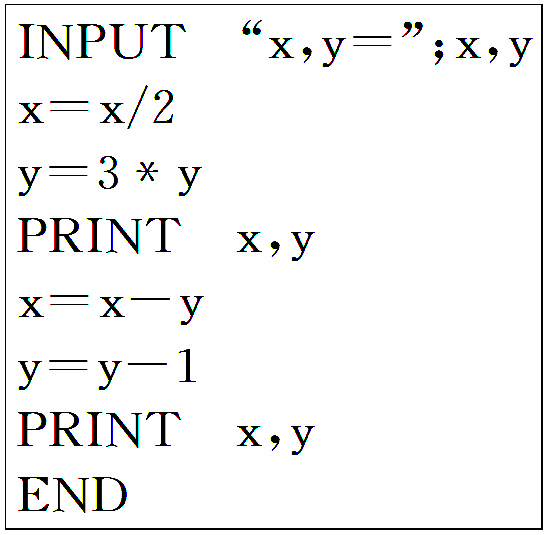 INPUT “x,y=”;x,y
x=x/2
y=3*y
PRINT x,y
x=x-y
y=y-1
PRINT x,y
END